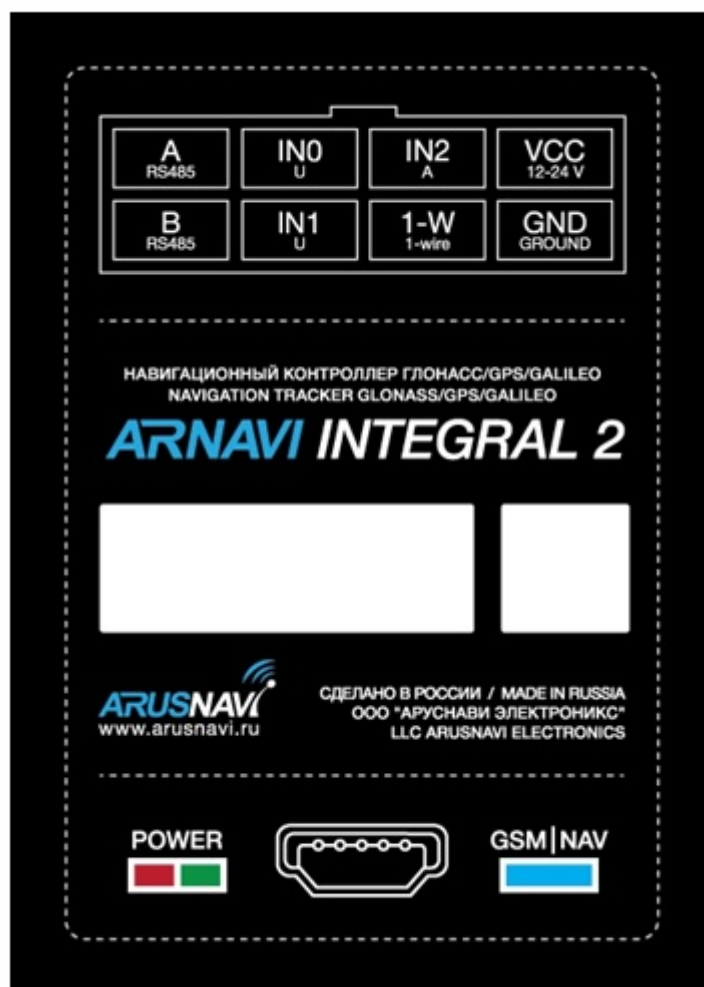 A IN0 IN2 VCC
RS485 U A 12-24 V
B IN1 1-W GND
RS485 U 1-wire GROUND
НАВИГАЦИОННЫЙ КОНТРОЛЛЕР ГЛОНАСС/GPS/GALILEO
NAVIGATION TRACKER GLONASS/GPS/GALILEO
ARNAVI INTEGRAL 2
ARUSNAVI
www.arusnavi.ru
СДЕЛАНО В РОССИИ / MADE IN RUSSIA
ООО "АРУСНАВИ ЭЛЕКТРОНИКС"
LLC ARUSNAVI ELECTRONICS
POWER
GSM|NAV